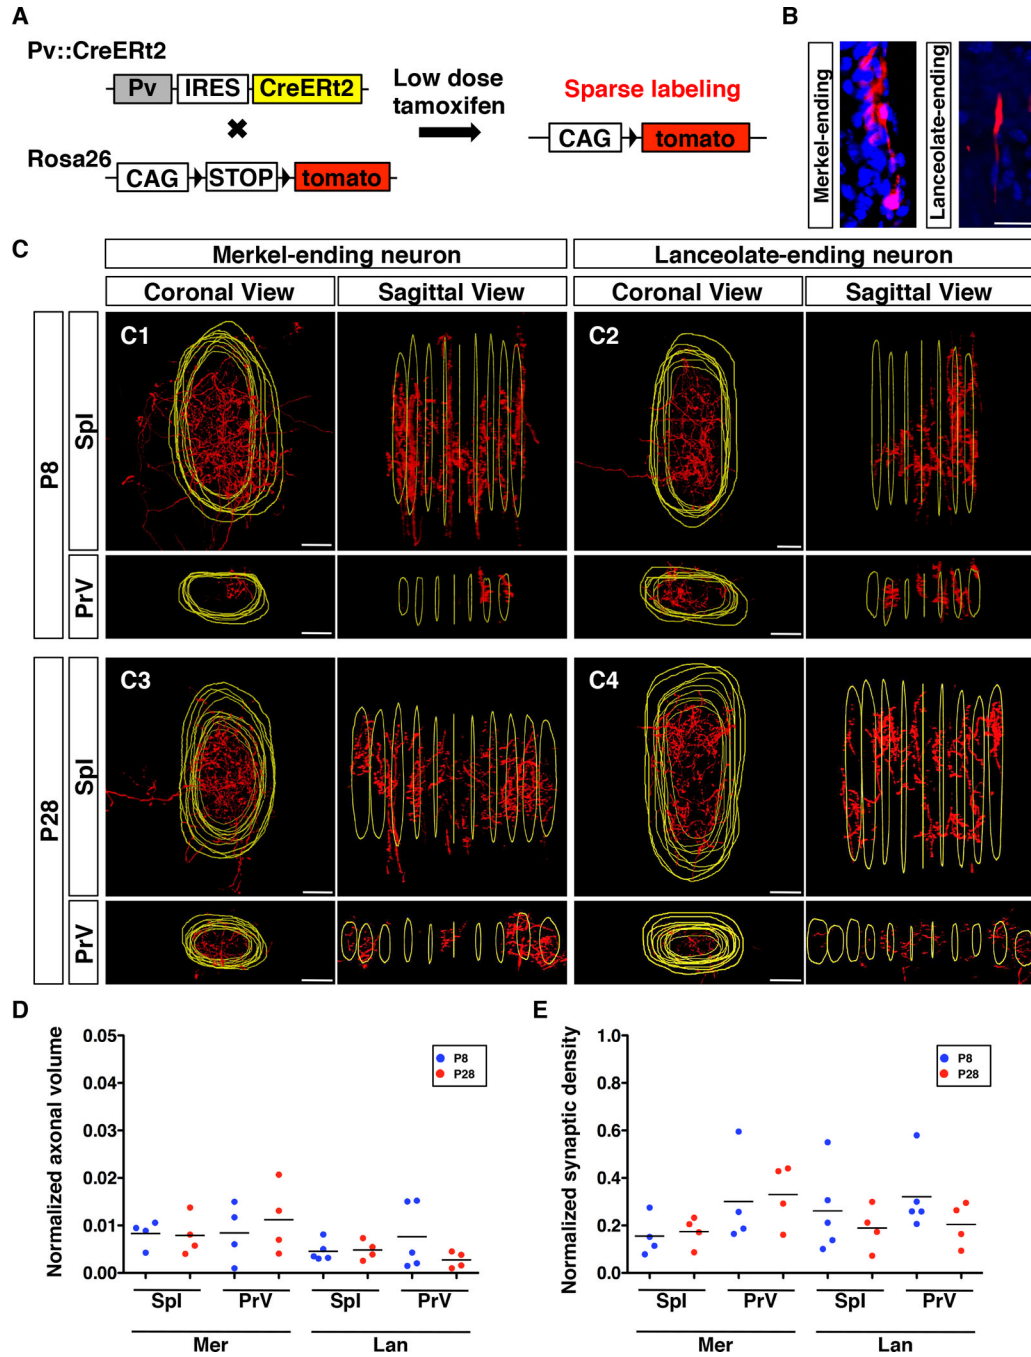 A
Pv::CreERt2
Pv IRES CreERt2
Rosa26
CAG STOP tomato
Low dose
tamoxifen
Sparse labeling
CAG tomato
B
Merkel-ending
Lanceolate-ending
C
Merkel-ending neuron
Lanceolate-ending neuron
Coronal View
Sagittal View
Coronal View
Sagittal View
P8
SpI
C1
C2
PrV
P28
SpI
C3
C4
PrV
D
Normalized axonal volume
0.05
0.04
0.03
0.02
0.01
0.00
P8
P28
SpI PrV SpI PrV
Mer Lan
E
Normalized synaptic density
1.0
0.8
0.6
0.4
0.2
0.0
P8
P28
SpI PrV SpI PrV
Mer Lan